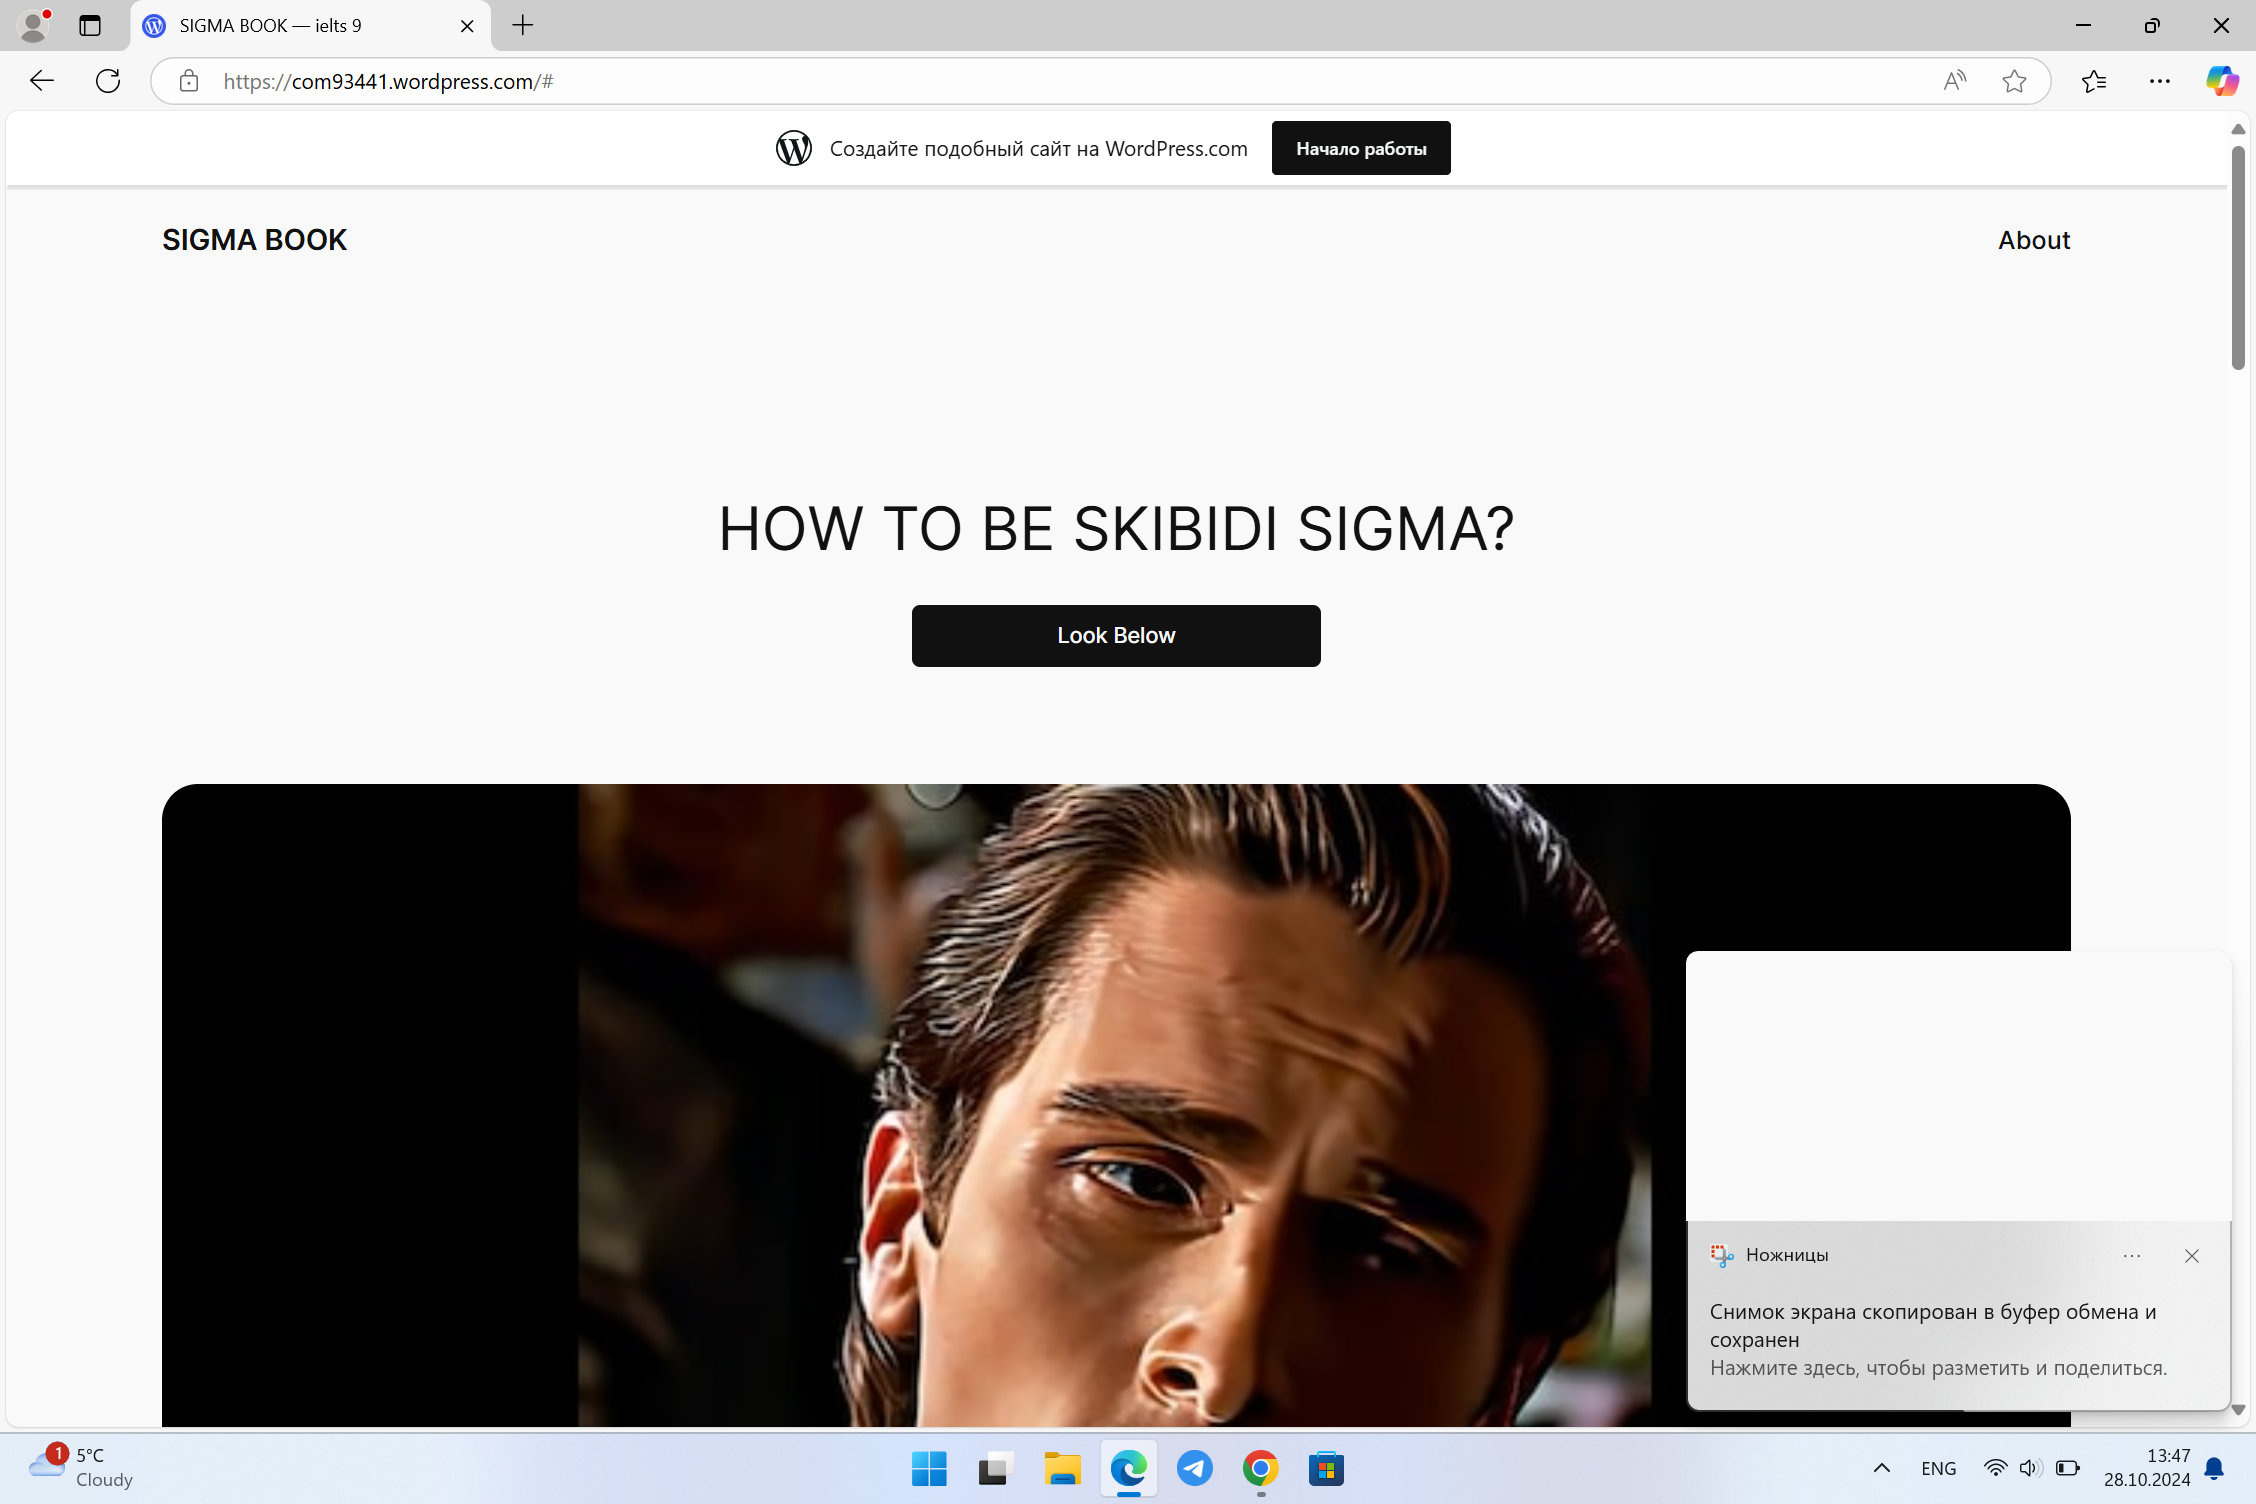 SIGMA BOOK — ielts 9
https://com93441.wordpress.com/#
Создайте подобный сайт на WordPress.com
Начало работы
SIGMA BOOK
About
HOW TO BE SKIBIDI SIGMA?
Look Below
Ножницы
Снимок экрана скопирован в буфер обмена и
сохранен
Нажмите здесь, чтобы разметить и поделиться.
1
5°C
Cloudy
ENG
13:47
28.10.2024